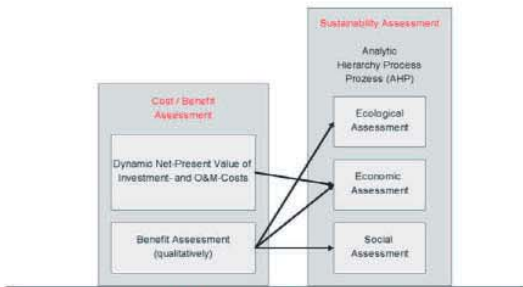 Cost / Benefit
Assessment
Dynamic Net-Present Value of
Investment- and O&M-Costs
Benefit Assessment
(qualitatively)
Sustainability Assessment
Analytic
Hierarchy Process
Prozess (AHP)
Ecological
Assessment
Economic
Assessment
Social
Assessment